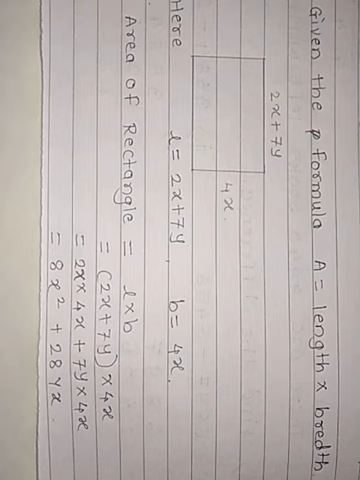 Given the p formula A = length × bredth
2x+7y
4x.
Here l = 2x+7y, b = 4x.
Area of Rectangle = l×b
= (2x+7y)×4x
= 2x×4x+7y×4x
= 8x² + 28yx.